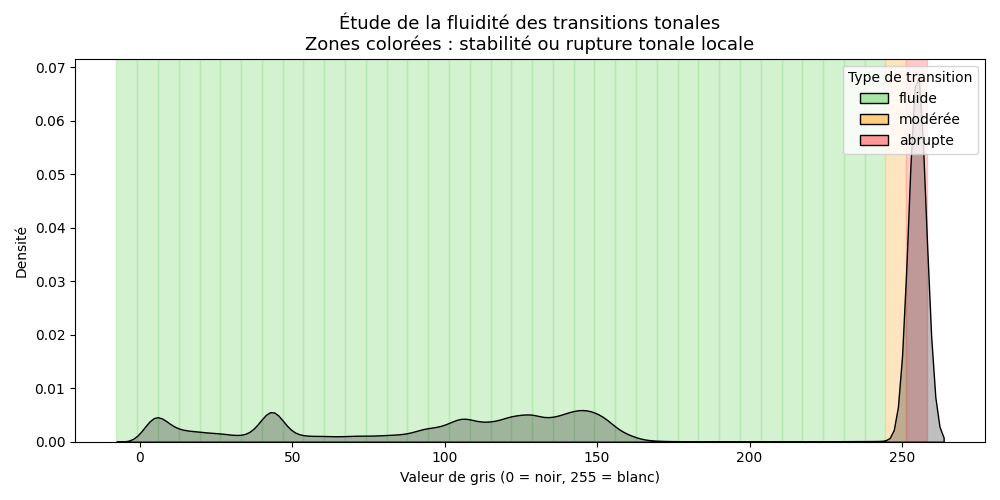 Étude de la fluidité des transitions tonales
Zones colorées : stabilité ou rupture tonale locale
Type de transition
fluide
modérée
abrupte
Densité
0.07
0.06
0.05
0.04
0.03
0.02
0.01
0.00
0 50 100 150 200 250
Valeur de gris (0 = noir, 255 = blanc)